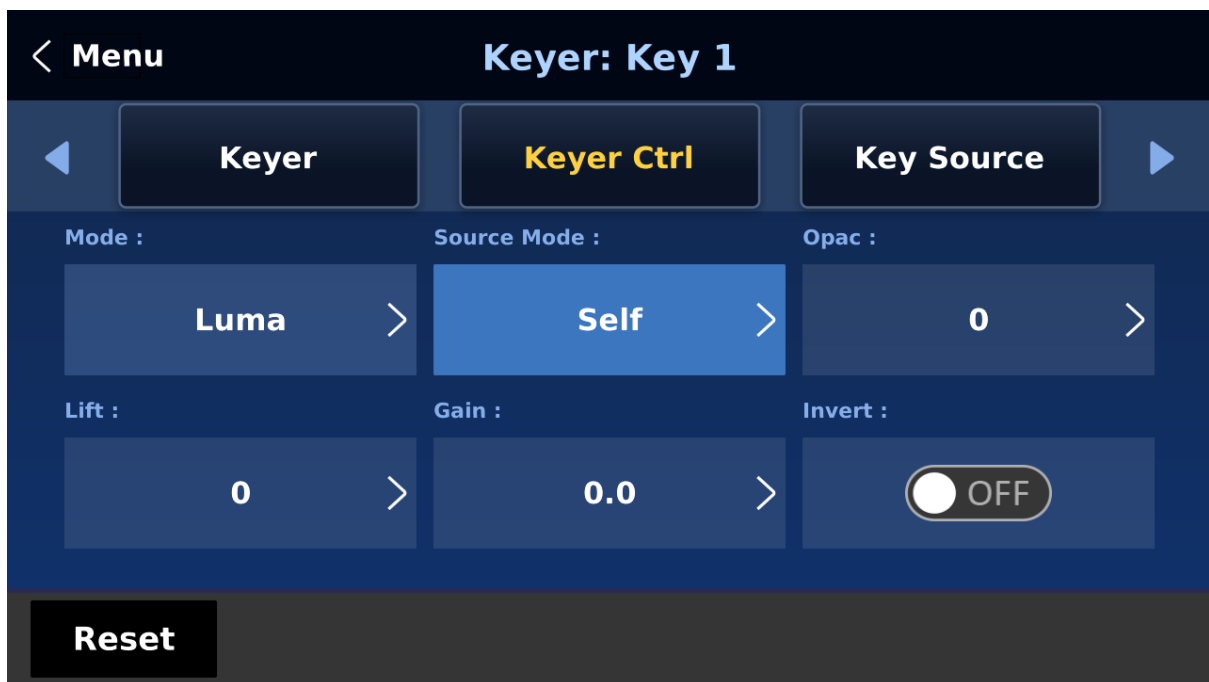 Menu
Keyer: Key 1
Keyer
Keyer Ctrl
Key Source
Mode :
Source Mode :
Opac :
Luma
Self
0
Lift :
Gain :
Invert :
0
0.0
OFF
Reset